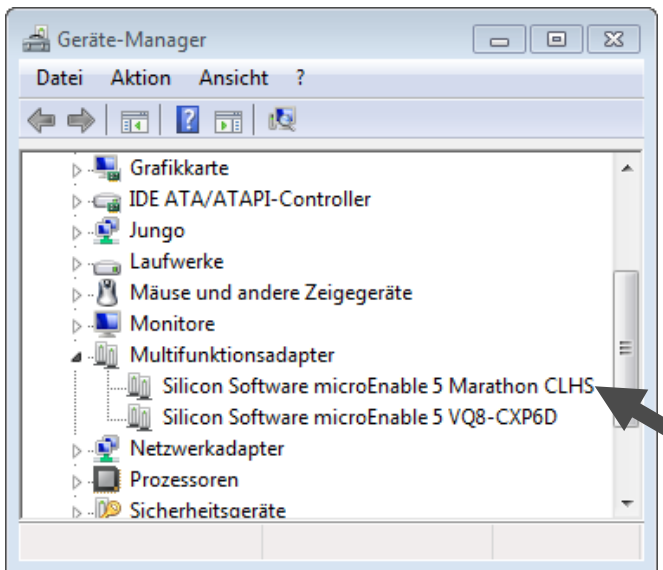 Geräte-Manager
Datei Aktion Ansicht ?
Grafikkarte
IDE ATA/ATAPI-Controller
Jungo
Laufwerke
Mäuse und andere Zeigegeräte
Monitore
Multifunktionsadapter
Silicon Software microEnable 5 Marathon CLHS
Silicon Software microEnable 5 VQ8-CXP6D
Netzwerkadapter
Prozessoren
Sicherheitsgeräte